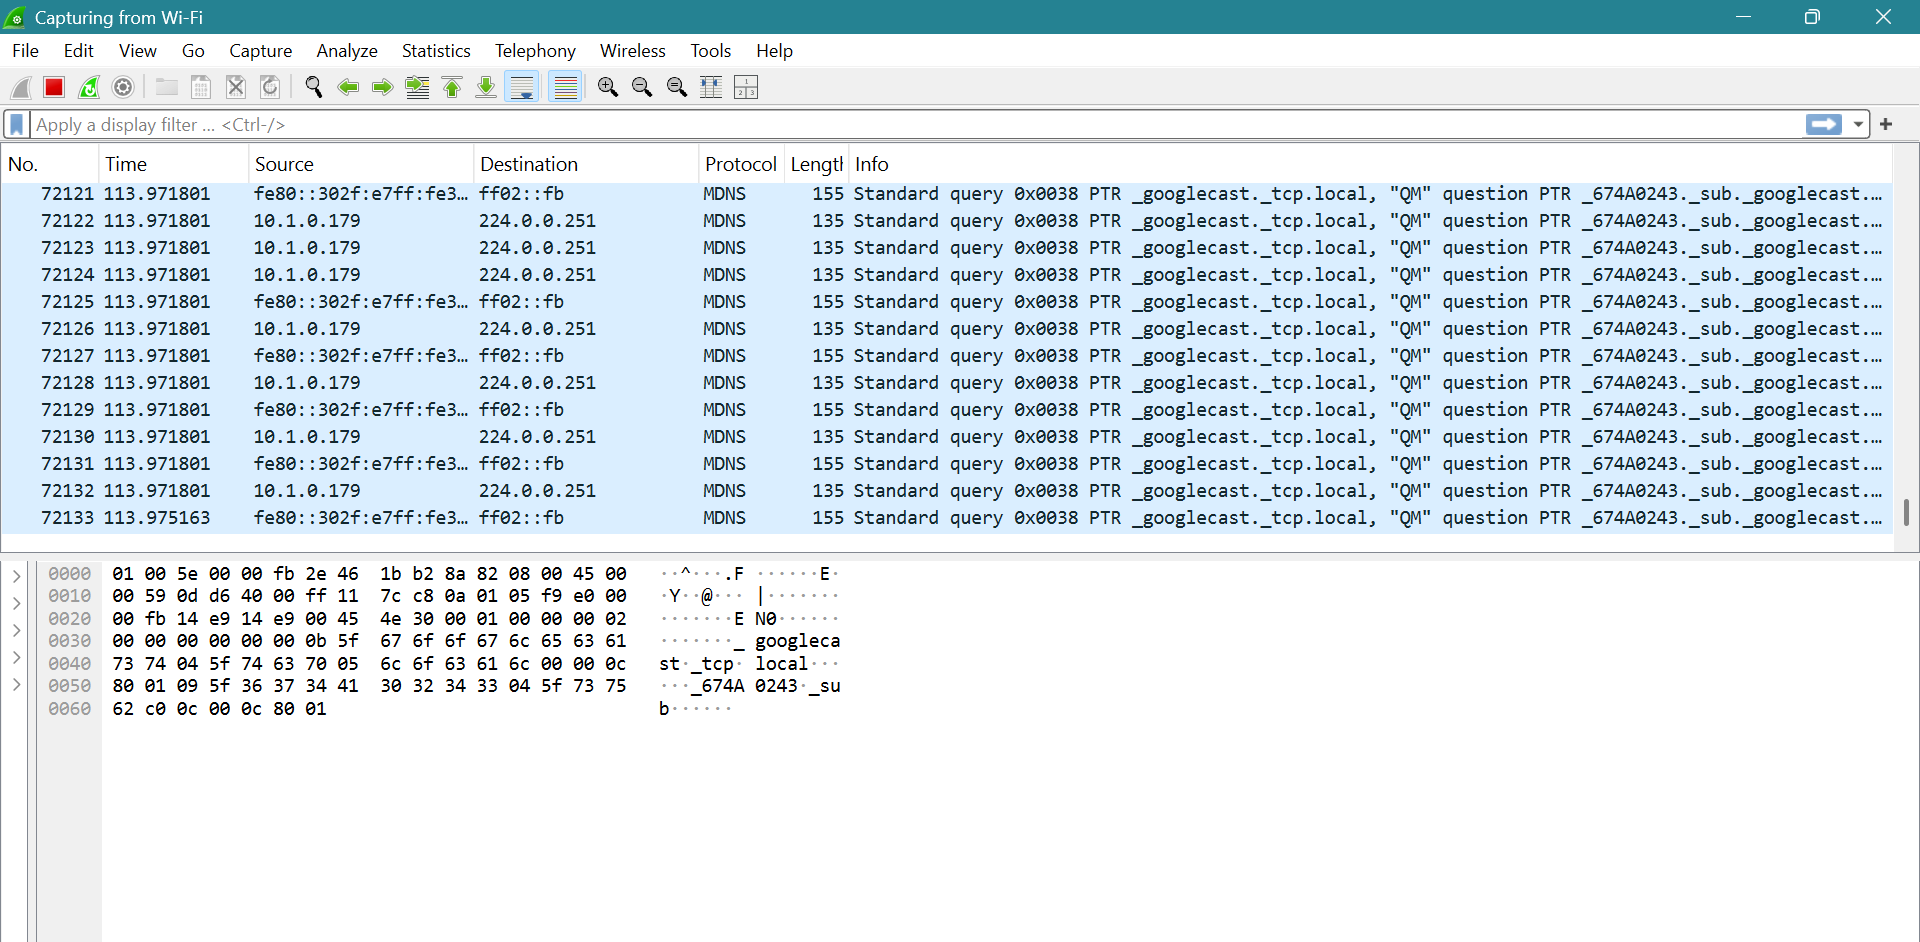 Capturing from Wi-Fi
File Edit View Go Capture Analyze Statistics Telephony Wireless Tools Help
Apply a display filter ... <Ctrl-/>
No. Time Source Destination Protocol Length Info
72121 113.971801 fe80::302f:e7ff:fe3… ff02::fb MDNS 155 Standard query 0x0038 PTR _googlecast._tcp.local, "QM" question PTR _674A0243._sub._googlecast.…
72122 113.971801 10.1.0.179 224.0.0.251 MDNS 135 Standard query 0x0038 PTR _googlecast._tcp.local, "QM" question PTR _674A0243._sub._googlecast.…
72123 113.971801 10.1.0.179 224.0.0.251 MDNS 135 Standard query 0x0038 PTR _googlecast._tcp.local, "QM" question PTR _674A0243._sub._googlecast.…
72124 113.971801 10.1.0.179 224.0.0.251 MDNS 135 Standard query 0x0038 PTR _googlecast._tcp.local, "QM" question PTR _674A0243._sub._googlecast.…
72125 113.971801 fe80::302f:e7ff:fe3… ff02::fb MDNS 155 Standard query 0x0038 PTR _googlecast._tcp.local, "QM" question PTR _674A0243._sub._googlecast.…
72126 113.971801 10.1.0.179 224.0.0.251 MDNS 135 Standard query 0x0038 PTR _googlecast._tcp.local, "QM" question PTR _674A0243._sub._googlecast.…
72127 113.971801 fe80::302f:e7ff:fe3… ff02::fb MDNS 155 Standard query 0x0038 PTR _googlecast._tcp.local, "QM" question PTR _674A0243._sub._googlecast.…
72128 113.971801 10.1.0.179 224.0.0.251 MDNS 135 Standard query 0x0038 PTR _googlecast._tcp.local, "QM" question PTR _674A0243._sub._googlecast.…
72129 113.971801 fe80::302f:e7ff:fe3… ff02::fb MDNS 155 Standard query 0x0038 PTR _googlecast._tcp.local, "QM" question PTR _674A0243._sub._googlecast.…
72130 113.971801 10.1.0.179 224.0.0.251 MDNS 135 Standard query 0x0038 PTR _googlecast._tcp.local, "QM" question PTR _674A0243._sub._googlecast.…
72131 113.971801 fe80::302f:e7ff:fe3… ff02::fb MDNS 155 Standard query 0x0038 PTR _googlecast._tcp.local, "QM" question PTR _674A0243._sub._googlecast.…
72132 113.971801 10.1.0.179 224.0.0.251 MDNS 135 Standard query 0x0038 PTR _googlecast._tcp.local, "QM" question PTR _674A0243._sub._googlecast.…
72133 113.975163 fe80::302f:e7ff:fe3… ff02::fb MDNS 155 Standard query 0x0038 PTR _googlecast._tcp.local, "QM" question PTR _674A0243._sub._googlecast.…
0000 01 00 5e 00 00 fb 2e 46 1b b2 8a 82 08 00 45 00 ··^···.F ······E·
0010 00 59 0d d6 40 00 ff 11 7c c8 0a 01 05 f9 e0 00 ·Y··@··· |·······
0020 00 fb 14 e9 14 e9 00 45 4e 30 00 01 00 00 00 02 ·······E N0······
0030 00 00 00 00 00 00 0b 5f 67 6f 6f 67 6c 65 63 61 ·······_ googleca
0040 73 74 04 5f 74 63 70 05 6c 6f 63 61 6c 00 00 0c st·_tcp· local···
0050 80 01 09 5f 36 37 34 41 30 32 34 33 04 5f 73 75 ···_674A 0243·_su
0060 62 c0 0c 00 0c 80 01 b······